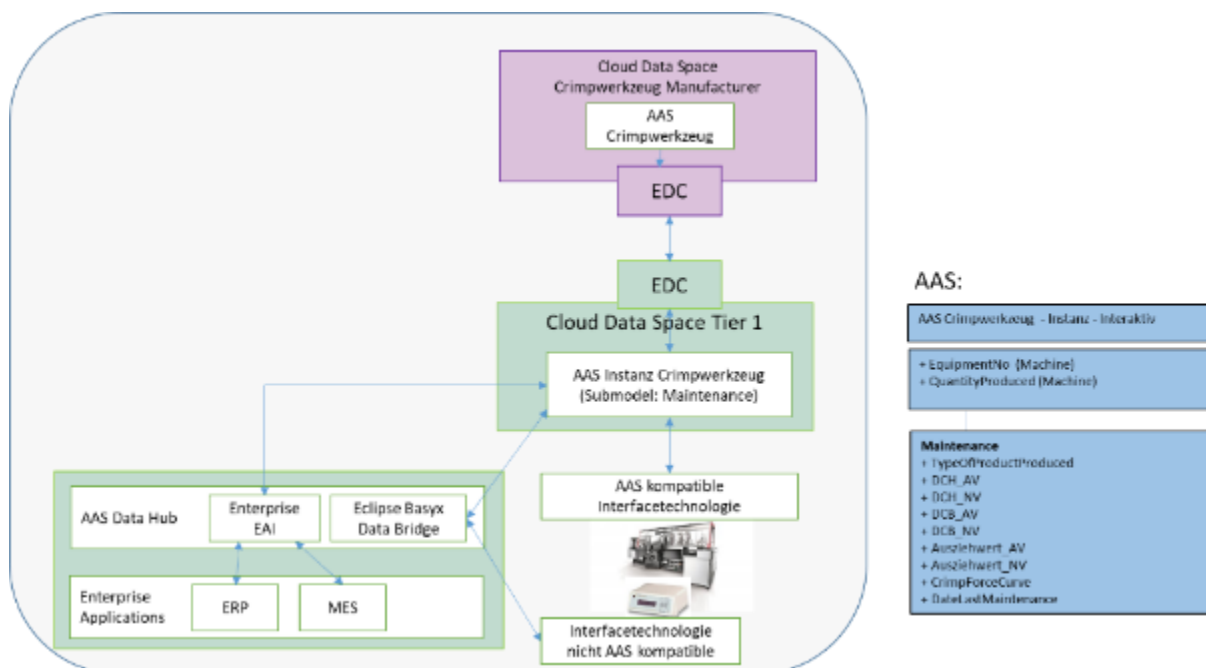 Cloud Data Space
Crimpwerkzeug Manufacturer
AAS
Crimpwerkzeug
EDC
EDC
Cloud Data Space Tier 1
AAS Instanz Crimpwerkzeug
(Submodel: Maintenance)
AAS Data Hub
Enterprise
EAI
Eclipse Basyx
Data Bridge
AAS kompatible
Interfacetechnologie
Enterprise
Applications
ERP
MES
Interfacetechnologie
nicht AAS kompatible
AAS:
AAS Crimpwerkzeug - Instanz - Interaktiv
+ EquipmentNo (Machine)
+ QuantityProduced (Machine)
Maintenance
+ TypeOfProductProduced
+ DCH_AV
+ DCH_NV
+ DCB_AV
+ DCB_NV
+ Ausziehwert_AV
+ Ausziehwert_NV
+ CrimpForceCurve
+ DateLastMaintenance